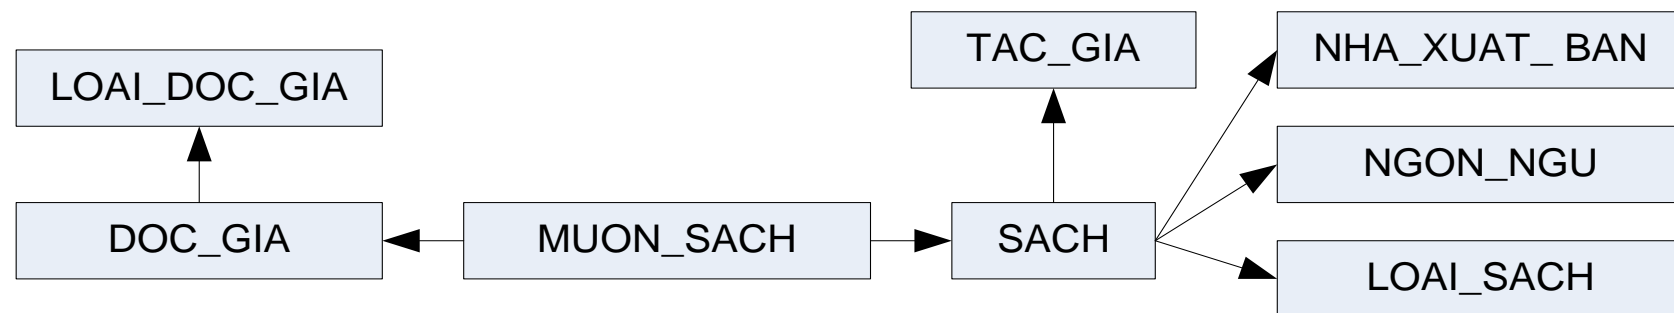 TAC_GIA
NHA_XUAT_ BAN
LOAI_DOC_GIA
NGON_NGU
DOC_GIA
MUON_SACH
SACH
LOAI_SACH